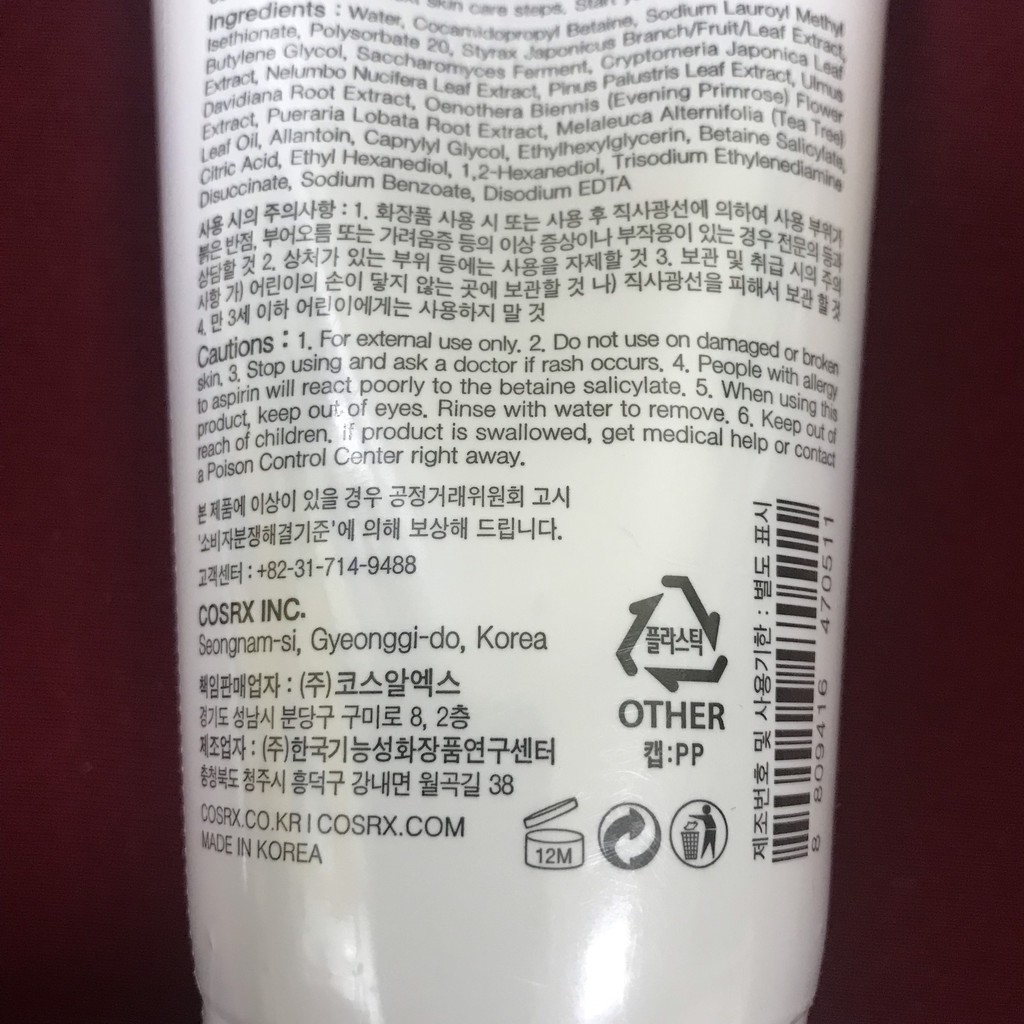 skin care steps.
Ingredients : Water, Cocamidopropyl Betaine, Sodium Lauroyl Methyl
Isethionate, Polysorbate 20, Styrax Japonicus Branch/Fruit/Leaf Extract,
Butylene Glycol, Saccharomyces Ferment, Cryptomeria Japonica Leaf
Extract, Nelumbo Nucifera Leaf Extract, Pinus Palustris Leaf Extract, Ulmus
Davidiana Root Extract, Oenothera Biennis (Evening Primrose) Flower
Extract, Pueraria Lobata Root Extract, Melaleuca Alternifolia (Tea Tree)
Leaf Oil, Allantoin, Caprylyl Glycol, Ethylhexylglycerin, Betaine Salicylate,
Citric Acid, Ethyl Hexanediol, 1,2-Hexanediol, Trisodium Ethylenediamine
Disuccinate, Sodium Benzoate, Disodium EDTA
사용 시의 주의사항 : 1. 화장품 사용 시 또는 사용 후 직사광선에 의하여 사용 부위가
붉은 반점, 부어오름 또는 가려움증 등의 이상 증상이나 부작용이 있는 경우 전문의 등과
상담할 것 2. 상처가 있는 부위 등에는 사용을 자제할 것 3. 보관 및 취급 시의 주의
사항 가) 어린이의 손이 닿지 않는 곳에 보관할 것 나) 직사광선을 피해서 보관 할 것
4. 만 3세 이하 어린이에게는 사용하지 말 것
Cautions : 1. For external use only. 2. Do not use on damaged or broken
skin. 3. Stop using and ask a doctor if rash occurs. 4. People with allergy
to aspirin will react poorly to the betaine salicylate. 5. When using this
product, keep out of eyes. Rinse with water to remove. 6. Keep out of
reach of children. if product is swallowed, get medical help or contact
a Poison Control Center right away.
본 제품에 이상이 있을 경우 공정거래위원회 고시
'소비자분쟁해결기준'에 의해 보상해 드립니다.
고객센터 : +82-31-714-9488
COSRX INC.
Seongnam-si, Gyeonggi-do, Korea
책임판매업자 : (주)코스알엑스
경기도 성남시 분당구 구미로 8, 2층
제조업자 : (주)한국기능성화장품연구센터
충청북도 청주시 흥덕구 강내면 월곡길 38
COSRX.CO.KR I COSRX.COM
MADE IN KOREA
플라스틱
OTHER
캡:PP
12M
제조번호 및 사용기한 : 별도 표시
8 809416 470511